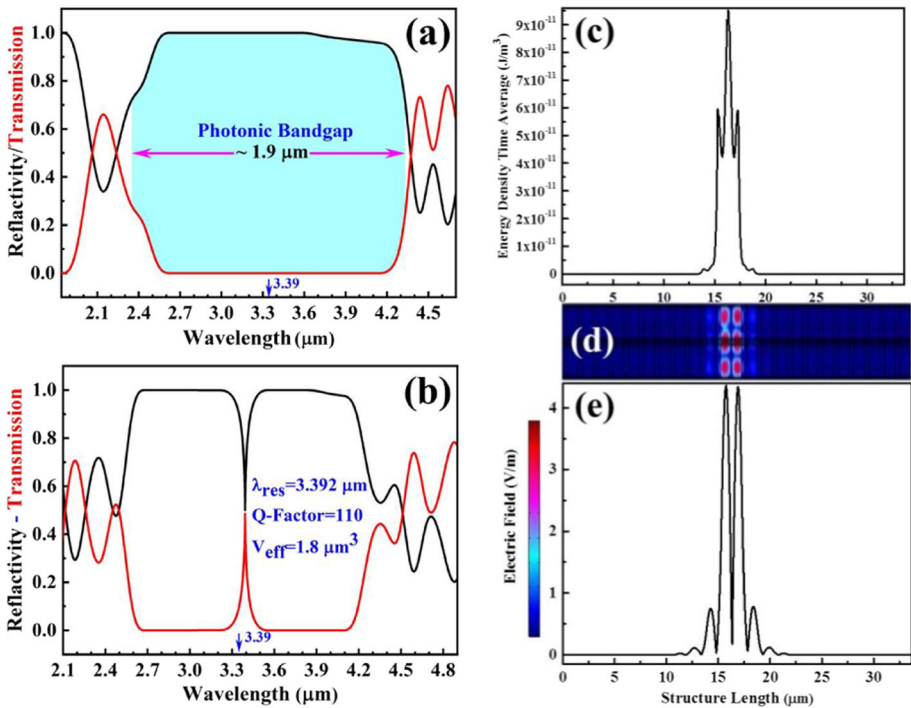 (a)
Reflactivity/Transmission
1.0
0.8
0.6
0.4
0.2
0.0
Photonic Bandgap
~ 1.9 μm
3.39
2.1 2.4 2.7 3.0 3.3 3.6 3.9 4.2 4.5
Wavelength (μm)
(b)
Reflactivity - Transmission
1.0
0.8
0.6
0.4
0.2
0.0
λres=3.392 μm
Q-Factor=110
Veff=1.8 μm³
3.39
2.1 2.4 2.7 3.0 3.3 3.6 3.9 4.2 4.5 4.8
Wavelength (μm)
(c)
Energy Density Time Average (J/m³)
9x10⁻¹¹
8x10⁻¹¹
7x10⁻¹¹
6x10⁻¹¹
5x10⁻¹¹
4x10⁻¹¹
3x10⁻¹¹
2x10⁻¹¹
1x10⁻¹¹
0
0 5 10 15 20 25 30
(d)
(e)
Electric Field (V/m)
4
3
2
1
0
0 5 10 15 20 25 30
Structure Length (μm)